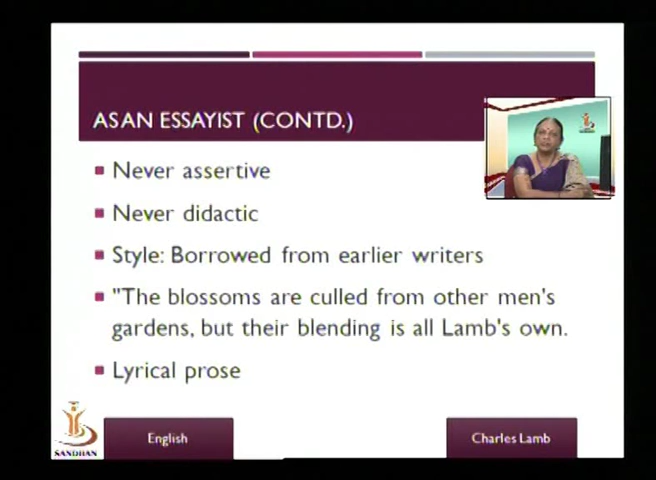 AS AN ESSAYIST (CONTD.)
Never assertive
Never didactic
Style: Borrowed from earlier writers
"The blossoms are culled from other men's
gardens, but their blending is all Lamb's own.
Lyrical prose
SANDHAN
English
Charles Lamb